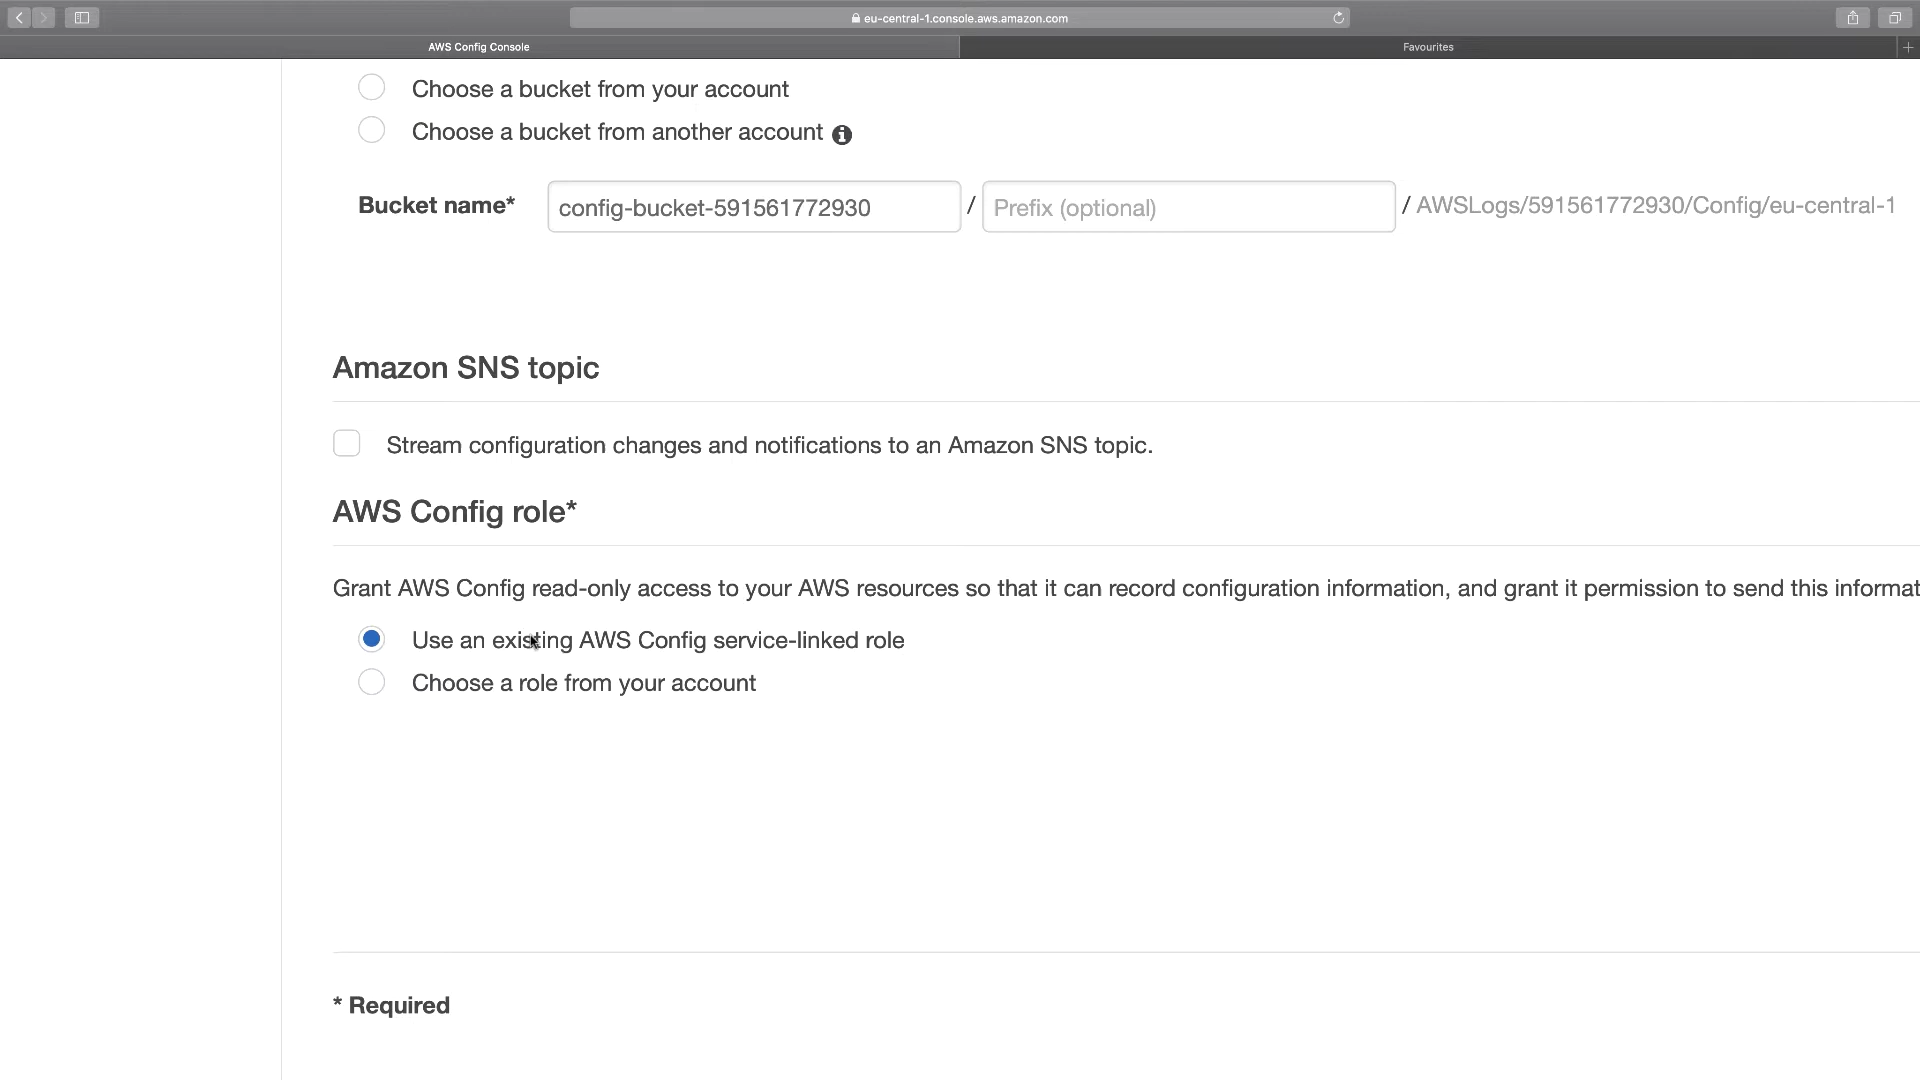 eu-central-1.console.aws.amazon.com
AWS Config Console
Favourites
Choose a bucket from your account
Choose a bucket from another account
Bucket name* config-bucket-591561772930 / Prefix (optional) / AWSLogs/591561772930/Config/eu-central-1
Amazon SNS topic
Stream configuration changes and notifications to an Amazon SNS topic.
AWS Config role*
Grant AWS Config read-only access to your AWS resources so that it can record configuration information, and grant it permission to send this informat
Use an existing AWS Config service-linked role
Choose a role from your account
* Required